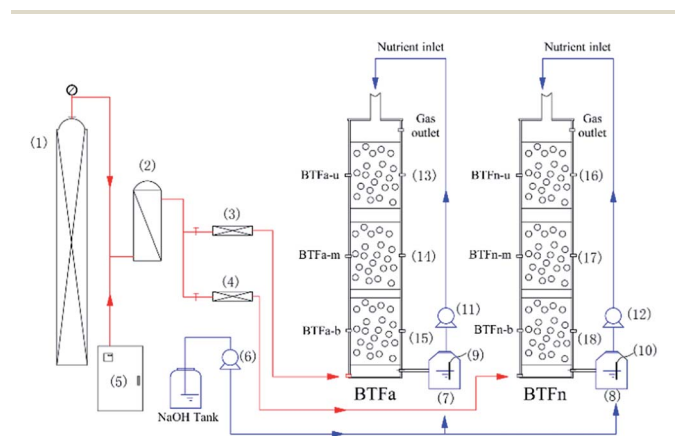 Nutrient inlet
Nutrient inlet
(1)
(2)
(3)
(4)
(5)
(6)
NaOH Tank
Gas outlet
BTFa-u
(13)
BTFa-m
(14)
BTFa-b
(15)
(11)
(9)
(7)
BTFa
Gas outlet
BTFn-u
(16)
BTFn-m
(17)
BTFn-b
(18)
(12)
(10)
(8)
BTFn